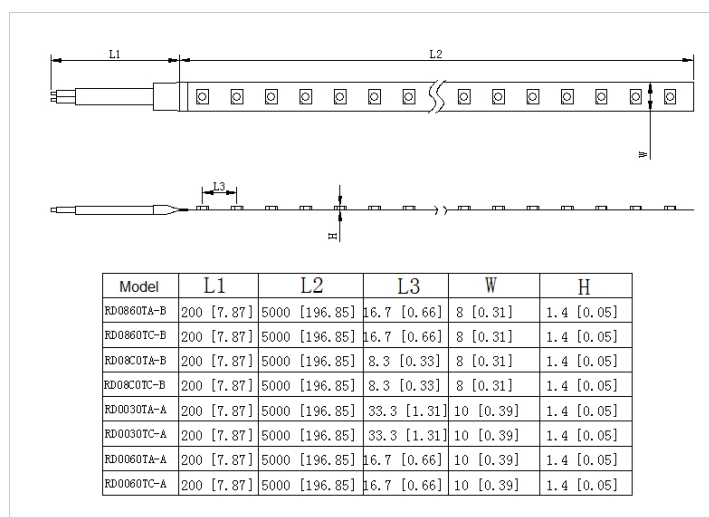 L1 L2
W
L3
H
Model L1 L2 L3 W H
RD0860TA-B 200 [7.87] 5000 [196.85] 16.7 [0.66] 8 [0.31] 1.4 [0.05]
RD0860TC-B 200 [7.87] 5000 [196.85] 16.7 [0.66] 8 [0.31] 1.4 [0.05]
RD08C0TA-B 200 [7.87] 5000 [196.85] 8.3 [0.33] 8 [0.31] 1.4 [0.05]
RD08C0TC-B 200 [7.87] 5000 [196.85] 8.3 [0.33] 8 [0.31] 1.4 [0.05]
RD0030TA-A 200 [7.87] 5000 [196.85] 33.3 [1.31] 10 [0.39] 1.4 [0.05]
RD0030TC-A 200 [7.87] 5000 [196.85] 33.3 [1.31] 10 [0.39] 1.4 [0.05]
RD0060TA-A 200 [7.87] 5000 [196.85] 16.7 [0.66] 10 [0.39] 1.4 [0.05]
RD0060TC-A 200 [7.87] 5000 [196.85] 16.7 [0.66] 10 [0.39] 1.4 [0.05]